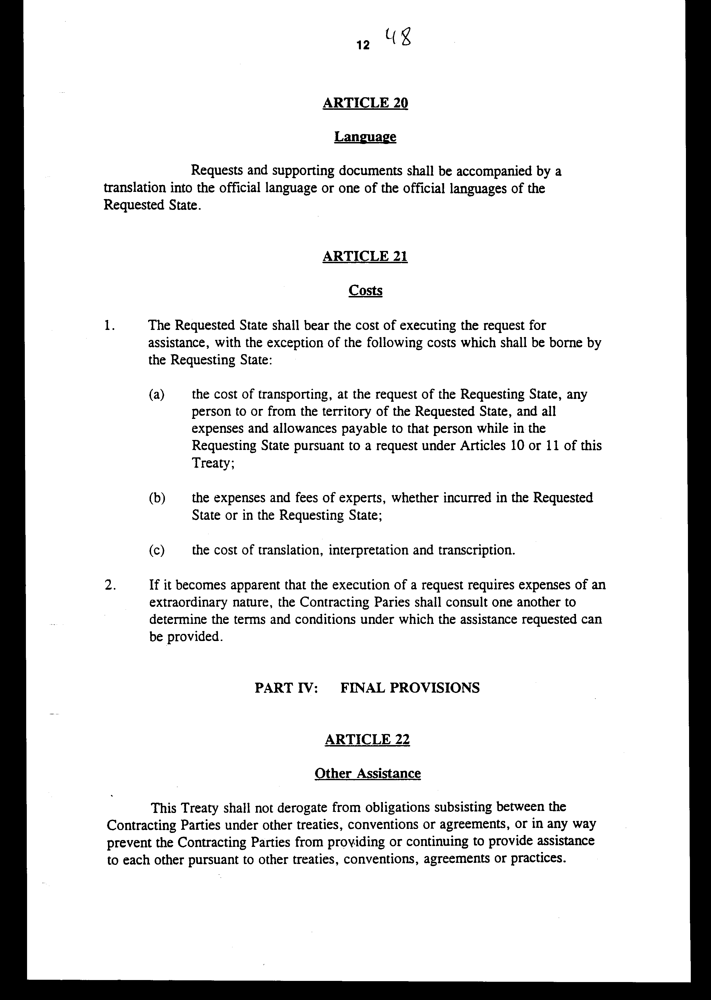 12 48
ARTICLE 20
Language
Requests and supporting documents shall be accompanied by a
translation into the official language or one of the official languages of the
Requested State.
ARTICLE 21
Costs
1. The Requested State shall bear the cost of executing the request for
assistance, with the exception of the following costs which shall be borne by
the Requesting State:
(a) the cost of transporting, at the request of the Requesting State, any
person to or from the territory of the Requested State, and all
expenses and allowances payable to that person while in the
Requesting State pursuant to a request under Articles 10 or 11 of this
Treaty;
(b) the expenses and fees of experts, whether incurred in the Requested
State or in the Requesting State;
(c) the cost of translation, interpretation and transcription.
2. If it becomes apparent that the execution of a request requires expenses of an
extraordinary nature, the Contracting Paries shall consult one another to
determine the terms and conditions under which the assistance requested can
be provided.
PART IV: FINAL PROVISIONS
ARTICLE 22
Other Assistance
This Treaty shall not derogate from obligations subsisting between the
Contracting Parties under other treaties, conventions or agreements, or in any way
prevent the Contracting Parties from providing or continuing to provide assistance
to each other pursuant to other treaties, conventions, agreements or practices.